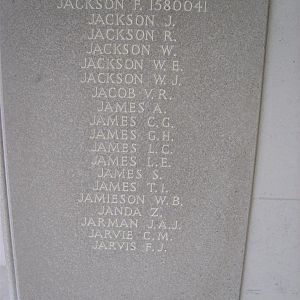 JACKSON F. 1580041
JACKSON J.
JACKSON R.
JACKSON W.
JACKSON W. E.
JACKSON W. J.
JACOB V. R.
JAMES A.
JAMES C. G.
JAMES G. H.
JAMES L. C.
JAMES L. E.
JAMES S.
JAMES T. I.
JAMIESON W. B.
JANDA Z.
JARMAN J. A. J.
JARVIE C. M.
JARVIS F. J.